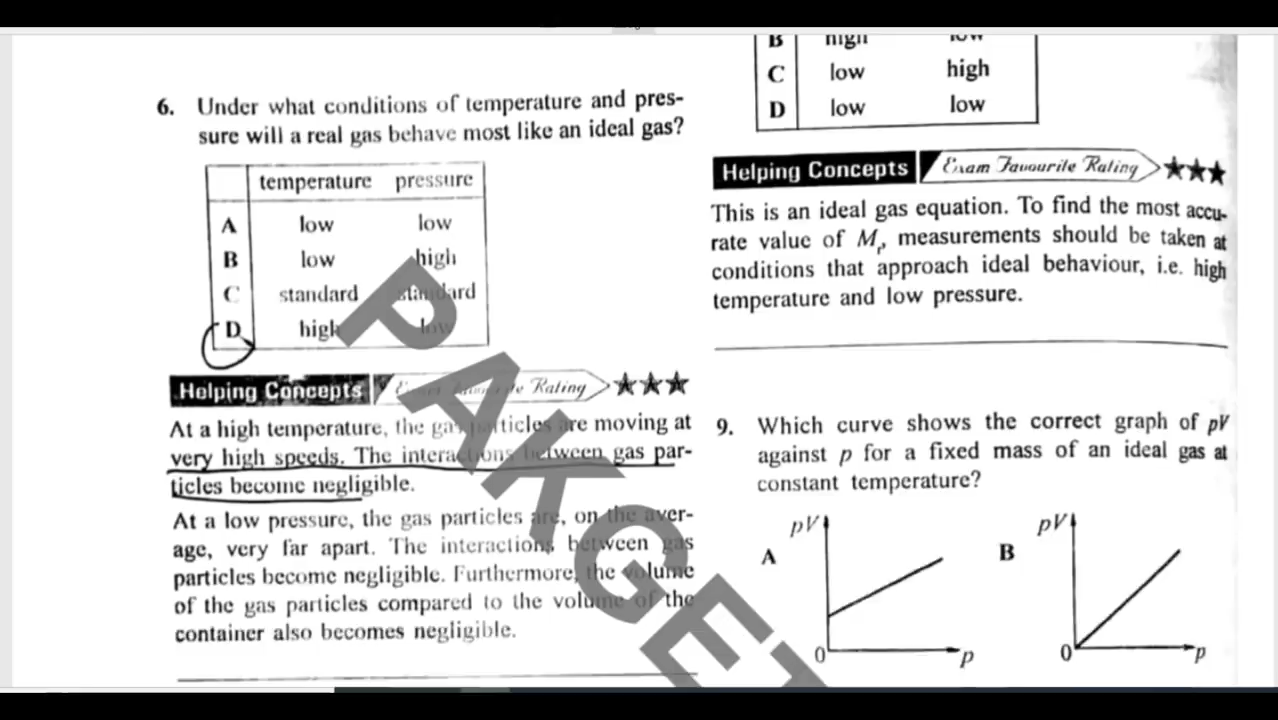 6. Under what conditions of temperature and pres-
sure will a real gas behave most like an ideal gas?
temperature pressure
A low low
B low high
C standard standard
D high low
Helping Concepts Exam Favourite Rating
At a high temperature, the gas particles are moving at
very high speeds. The interactions between gas par-
ticles become negligible.
At a low pressure, the gas particles are, on the aver-
age, very far apart. The interactions between gas
particles become negligible. Furthermore, the volume
of the gas particles compared to the volume of the
container also becomes negligible.
B high low
C low high
D low low
Helping Concepts Exam Favourite Rating
This is an ideal gas equation. To find the most accu-
rate value of Mr, measurements should be taken at
conditions that approach ideal behaviour, i.e. high
temperature and low pressure.
9. Which curve shows the correct graph of pV
against p for a fixed mass of an ideal gas at
constant temperature?
A pV 0 p
B pV 0 p
PAKGET